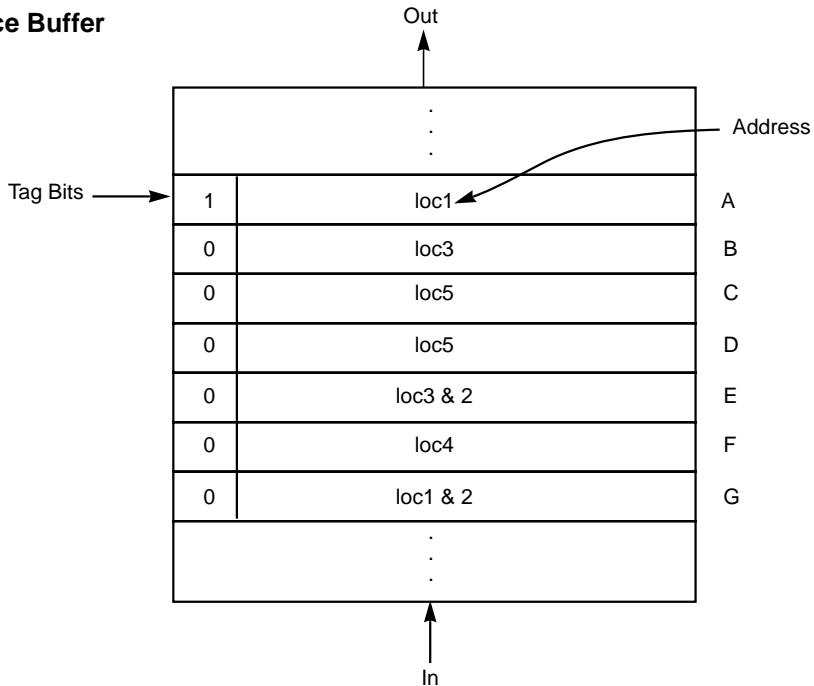 ce Buffer
Out
Address
Tag Bits
1 loc1 A
0 loc3 B
0 loc5 C
0 loc5 D
0 loc3 & 2 E
0 loc4 F
0 loc1 & 2 G
In